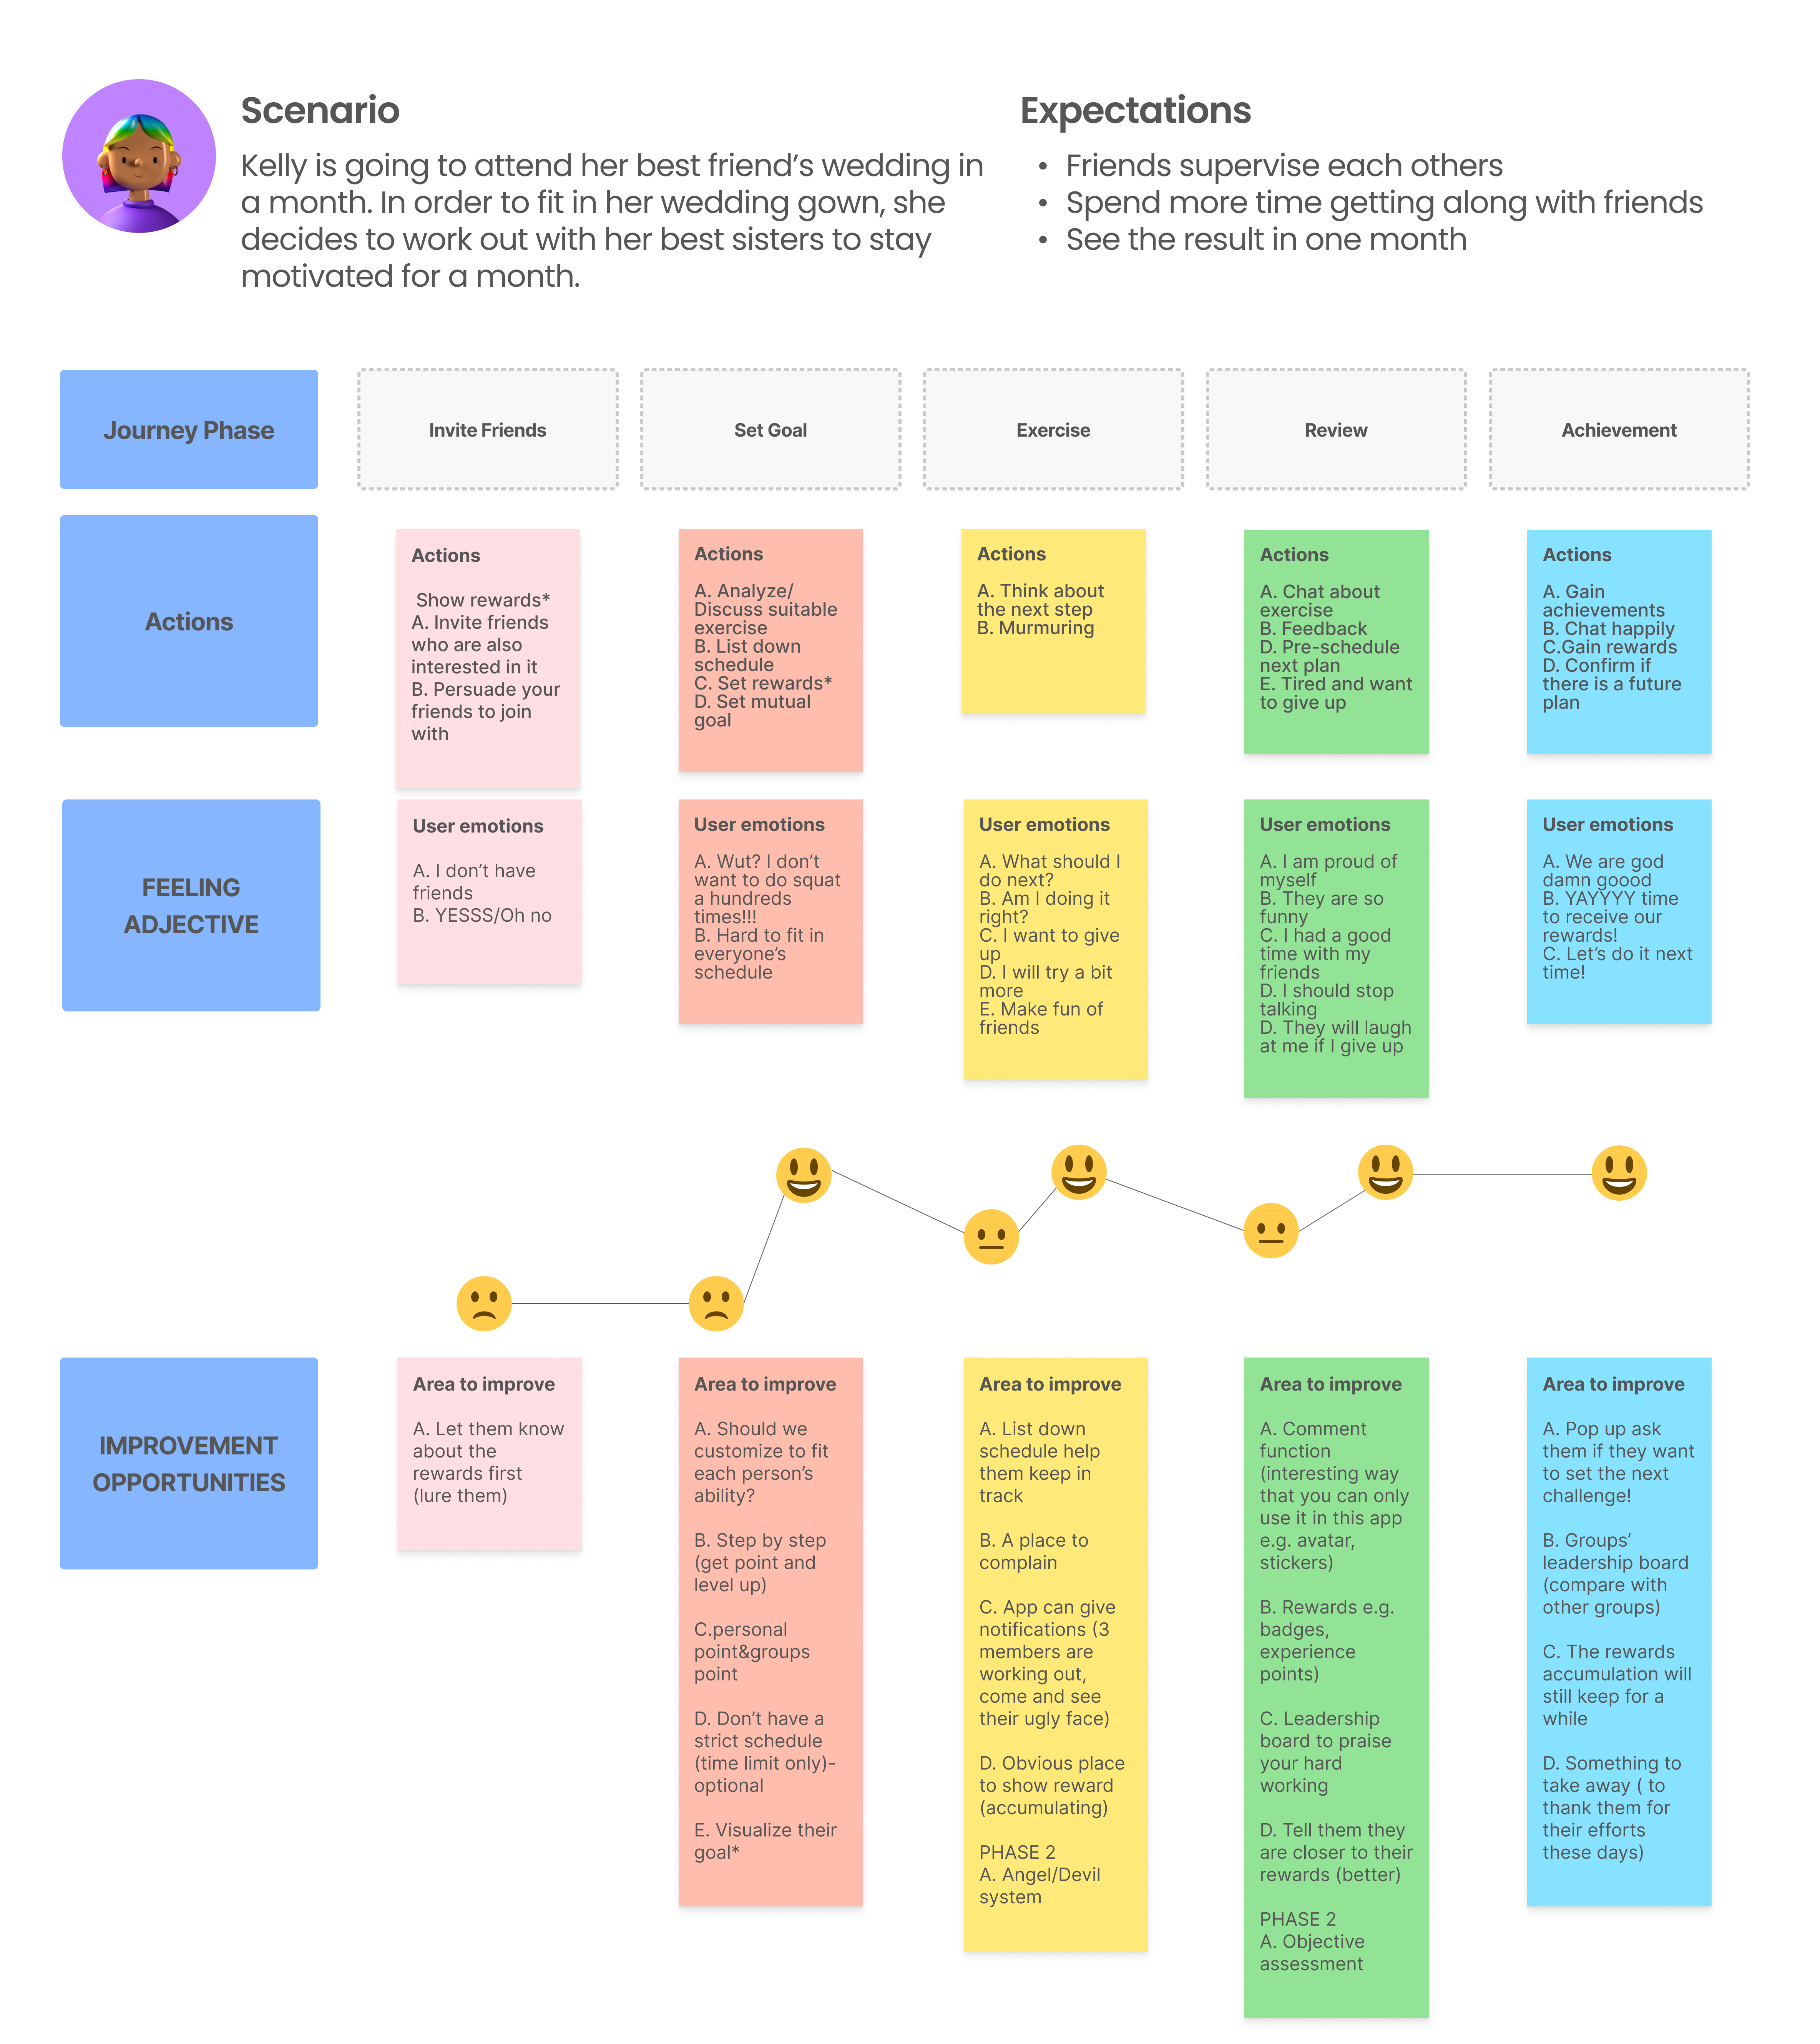 Scenario
Kelly is going to attend her best friend’s wedding in
a month. In order to fit in her wedding gown, she
decides to work out with her best sisters to stay
motivated for a month.
Expectations
• Friends supervise each others
• Spend more time getting along with friends
• See the result in one month
Journey Phase
Invite Friends
Set Goal
Exercise
Review
Achievement
Actions
Actions
Show rewards*
A. Invite friends
who are also
interested in it
B. Persuade your
friends to join
with
Actions
A. Analyze/
Discuss suitable
exercise
B. List down
schedule
C. Set rewards*
D. Set mutual
goal
Actions
A. Think about
the next step
B. Murmuring
Actions
A. Chat about
exercise
B. Feedback
D. Pre-schedule
next plan
E. Tired and want
to give up
Actions
A. Gain
achievements
B. Chat happily
C.Gain rewards
D. Confirm if
there is a future
plan
FEELING
ADJECTIVE
User emotions
A. I don’t have
friends
B. YESSS/Oh no
User emotions
A. Wut? I don’t
want to do squat
a hundreds
times!!!
B. Hard to fit in
everyone’s
schedule
User emotions
A. What should I
do next?
B. Am I doing it
right?
C. I want to give
up
D. I will try a bit
more
E. Make fun of
friends
User emotions
A. I am proud of
myself
B. They are so
funny
C. I had a good
time with my
friends
D. I should stop
talking
D. They will laugh
at me if I give up
User emotions
A. We are god
damn goood
B. YAYYYY time
to receive our
rewards!
C. Let’s do it next
time!
IMPROVEMENT
OPPORTUNITIES
Area to improve
A. Let them know
about the
rewards first
(lure them)
Area to improve
A. Should we
customize to fit
each person’s
ability?
B. Step by step
(get point and
level up)
C.personal
point&groups
point
D. Don’t have a
strict schedule
(time limit only)-
optional
E. Visualize their
goal*
Area to improve
A. List down
schedule help
them keep in
track
B. A place to
complain
C. App can give
notifications (3
members are
working out,
come and see
their ugly face)
D. Obvious place
to show reward
(accumulating)
PHASE 2
A. Angel/Devil
system
Area to improve
A. Comment
function
(interesting way
that you can only
use it in this app
e.g. avatar,
stickers)
B. Rewards e.g.
badges,
experience
points)
C. Leadership
board to praise
your hard
working
D. Tell them they
are closer to their
rewards (better)
PHASE 2
A. Objective
assessment
Area to improve
A. Pop up ask
them if they want
to set the next
challenge!
B. Groups’
leadership board
(compare with
other groups)
C. The rewards
accumulation will
still keep for a
while
D. Something to
take away ( to
thank them for
their efforts
these days)